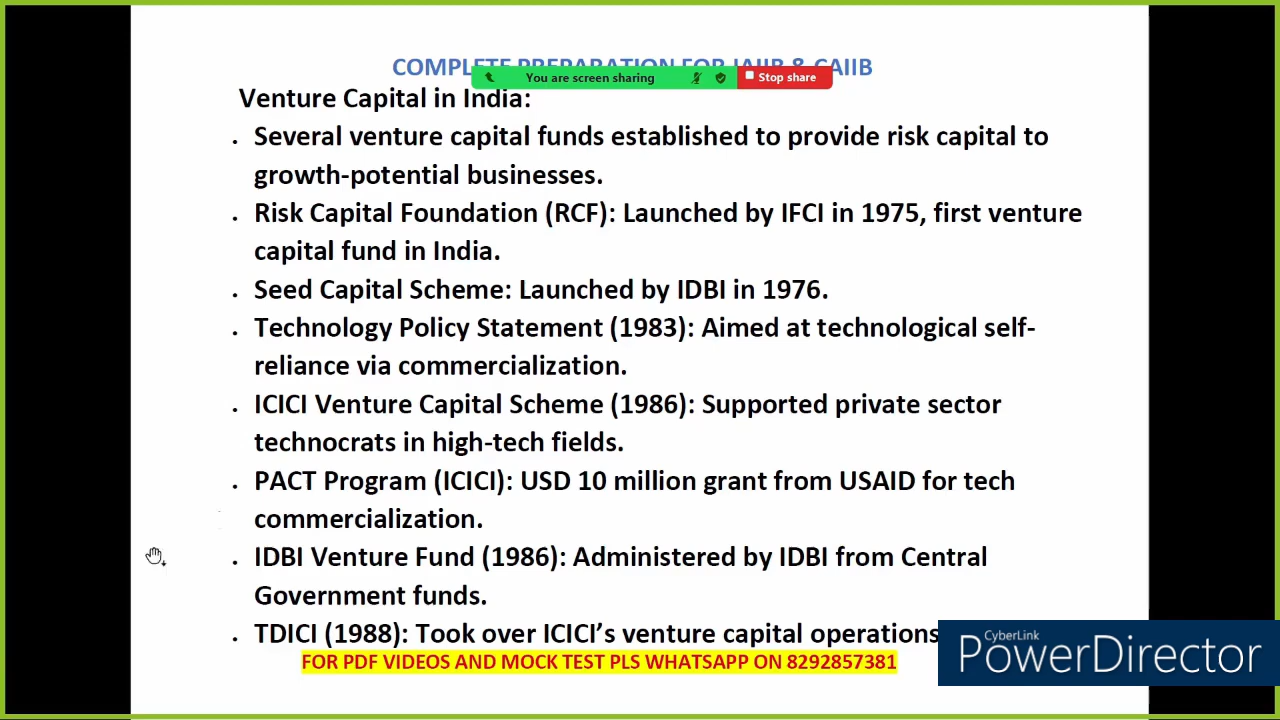 COMPLETE PREPARATION FOR JAIIB & CAIIB
You are screen sharing
Stop share
Venture Capital in India:
Several venture capital funds established to provide risk capital to
growth-potential businesses.
Risk Capital Foundation (RCF): Launched by IFCI in 1975, first venture
capital fund in India.
Seed Capital Scheme: Launched by IDBI in 1976.
Technology Policy Statement (1983): Aimed at technological self-
reliance via commercialization.
ICICI Venture Capital Scheme (1986): Supported private sector
technocrats in high-tech fields.
PACT Program (ICICI): USD 10 million grant from USAID for tech
commercialization.
IDBI Venture Fund (1986): Administered by IDBI from Central
Government funds.
TDICI (1988): Took over ICICI’s venture capital operations
FOR PDF VIDEOS AND MOCK TEST PLS WHATSAPP ON 8292857381
CyberLink
PowerDirector